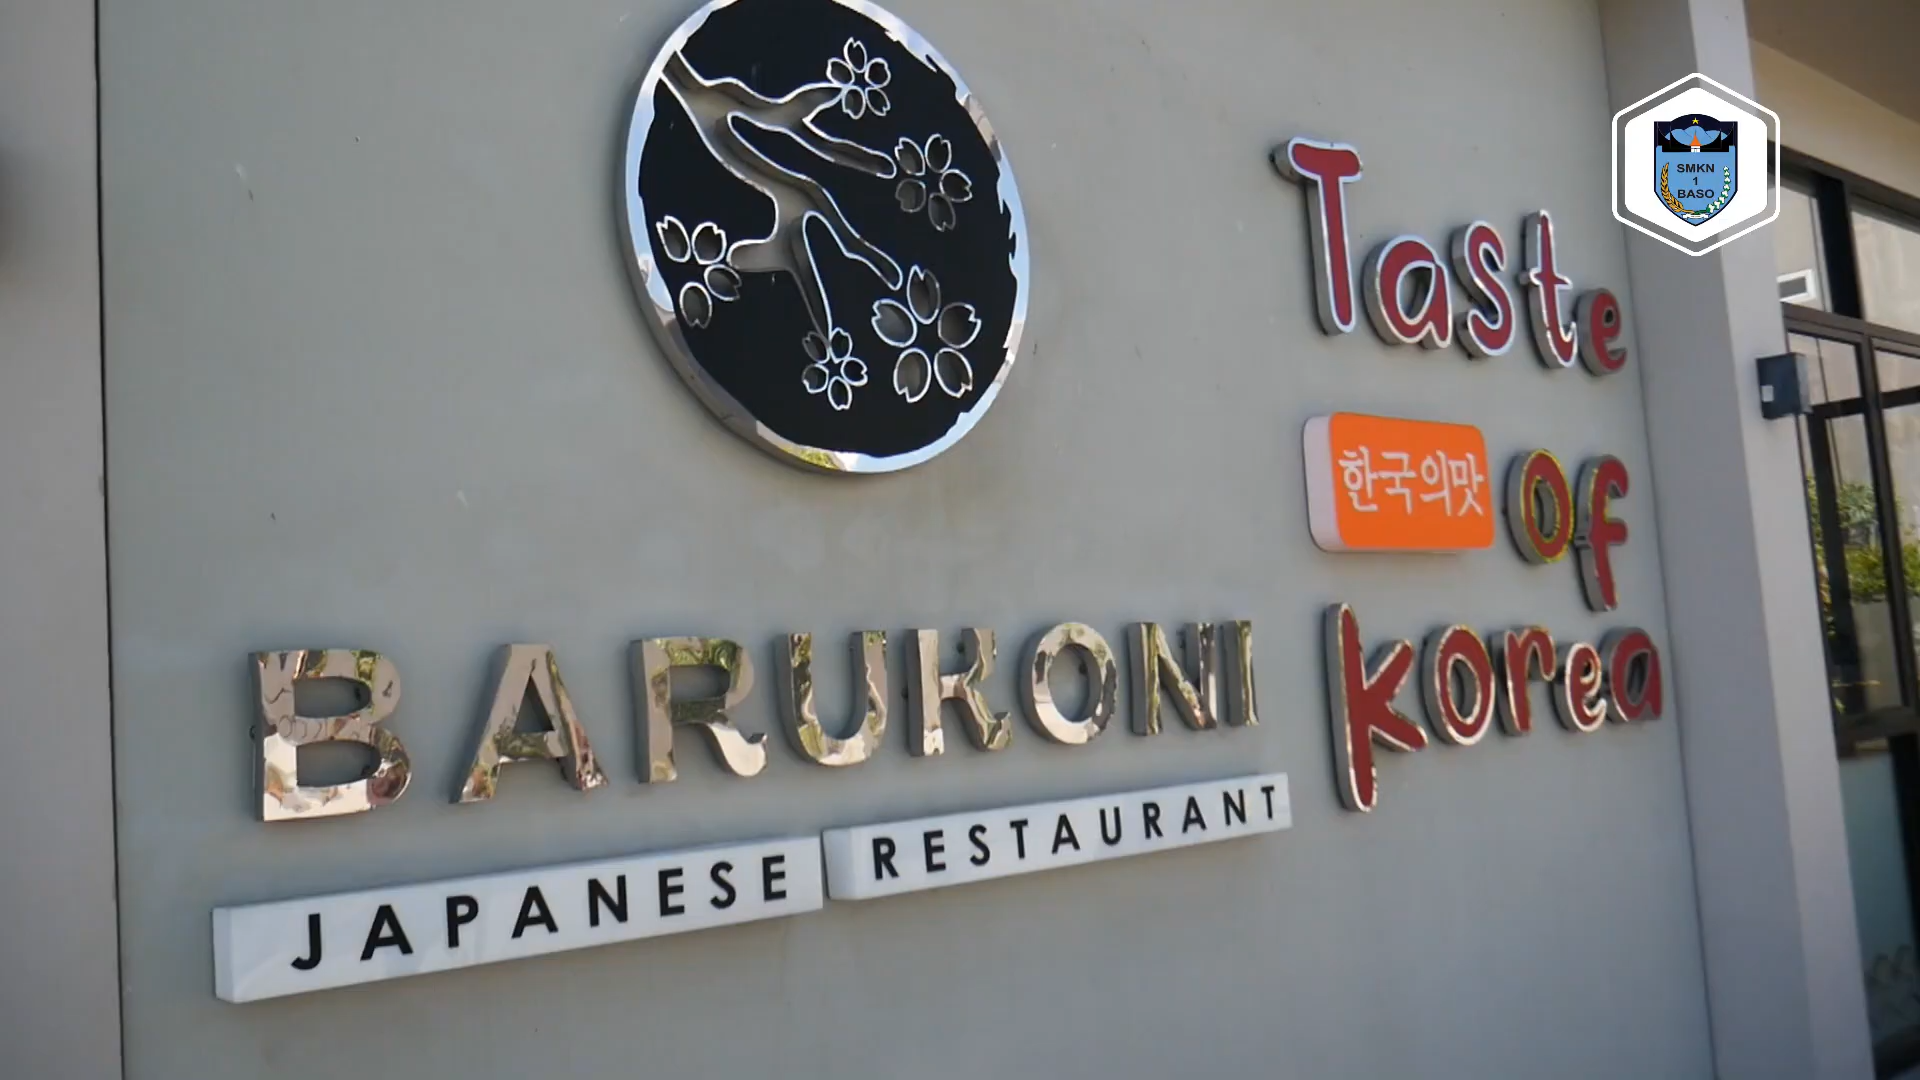 BARUKONI
JAPANESE RESTAURANT
Taste
한국의맛 of
korea
SMKN
1
BASO